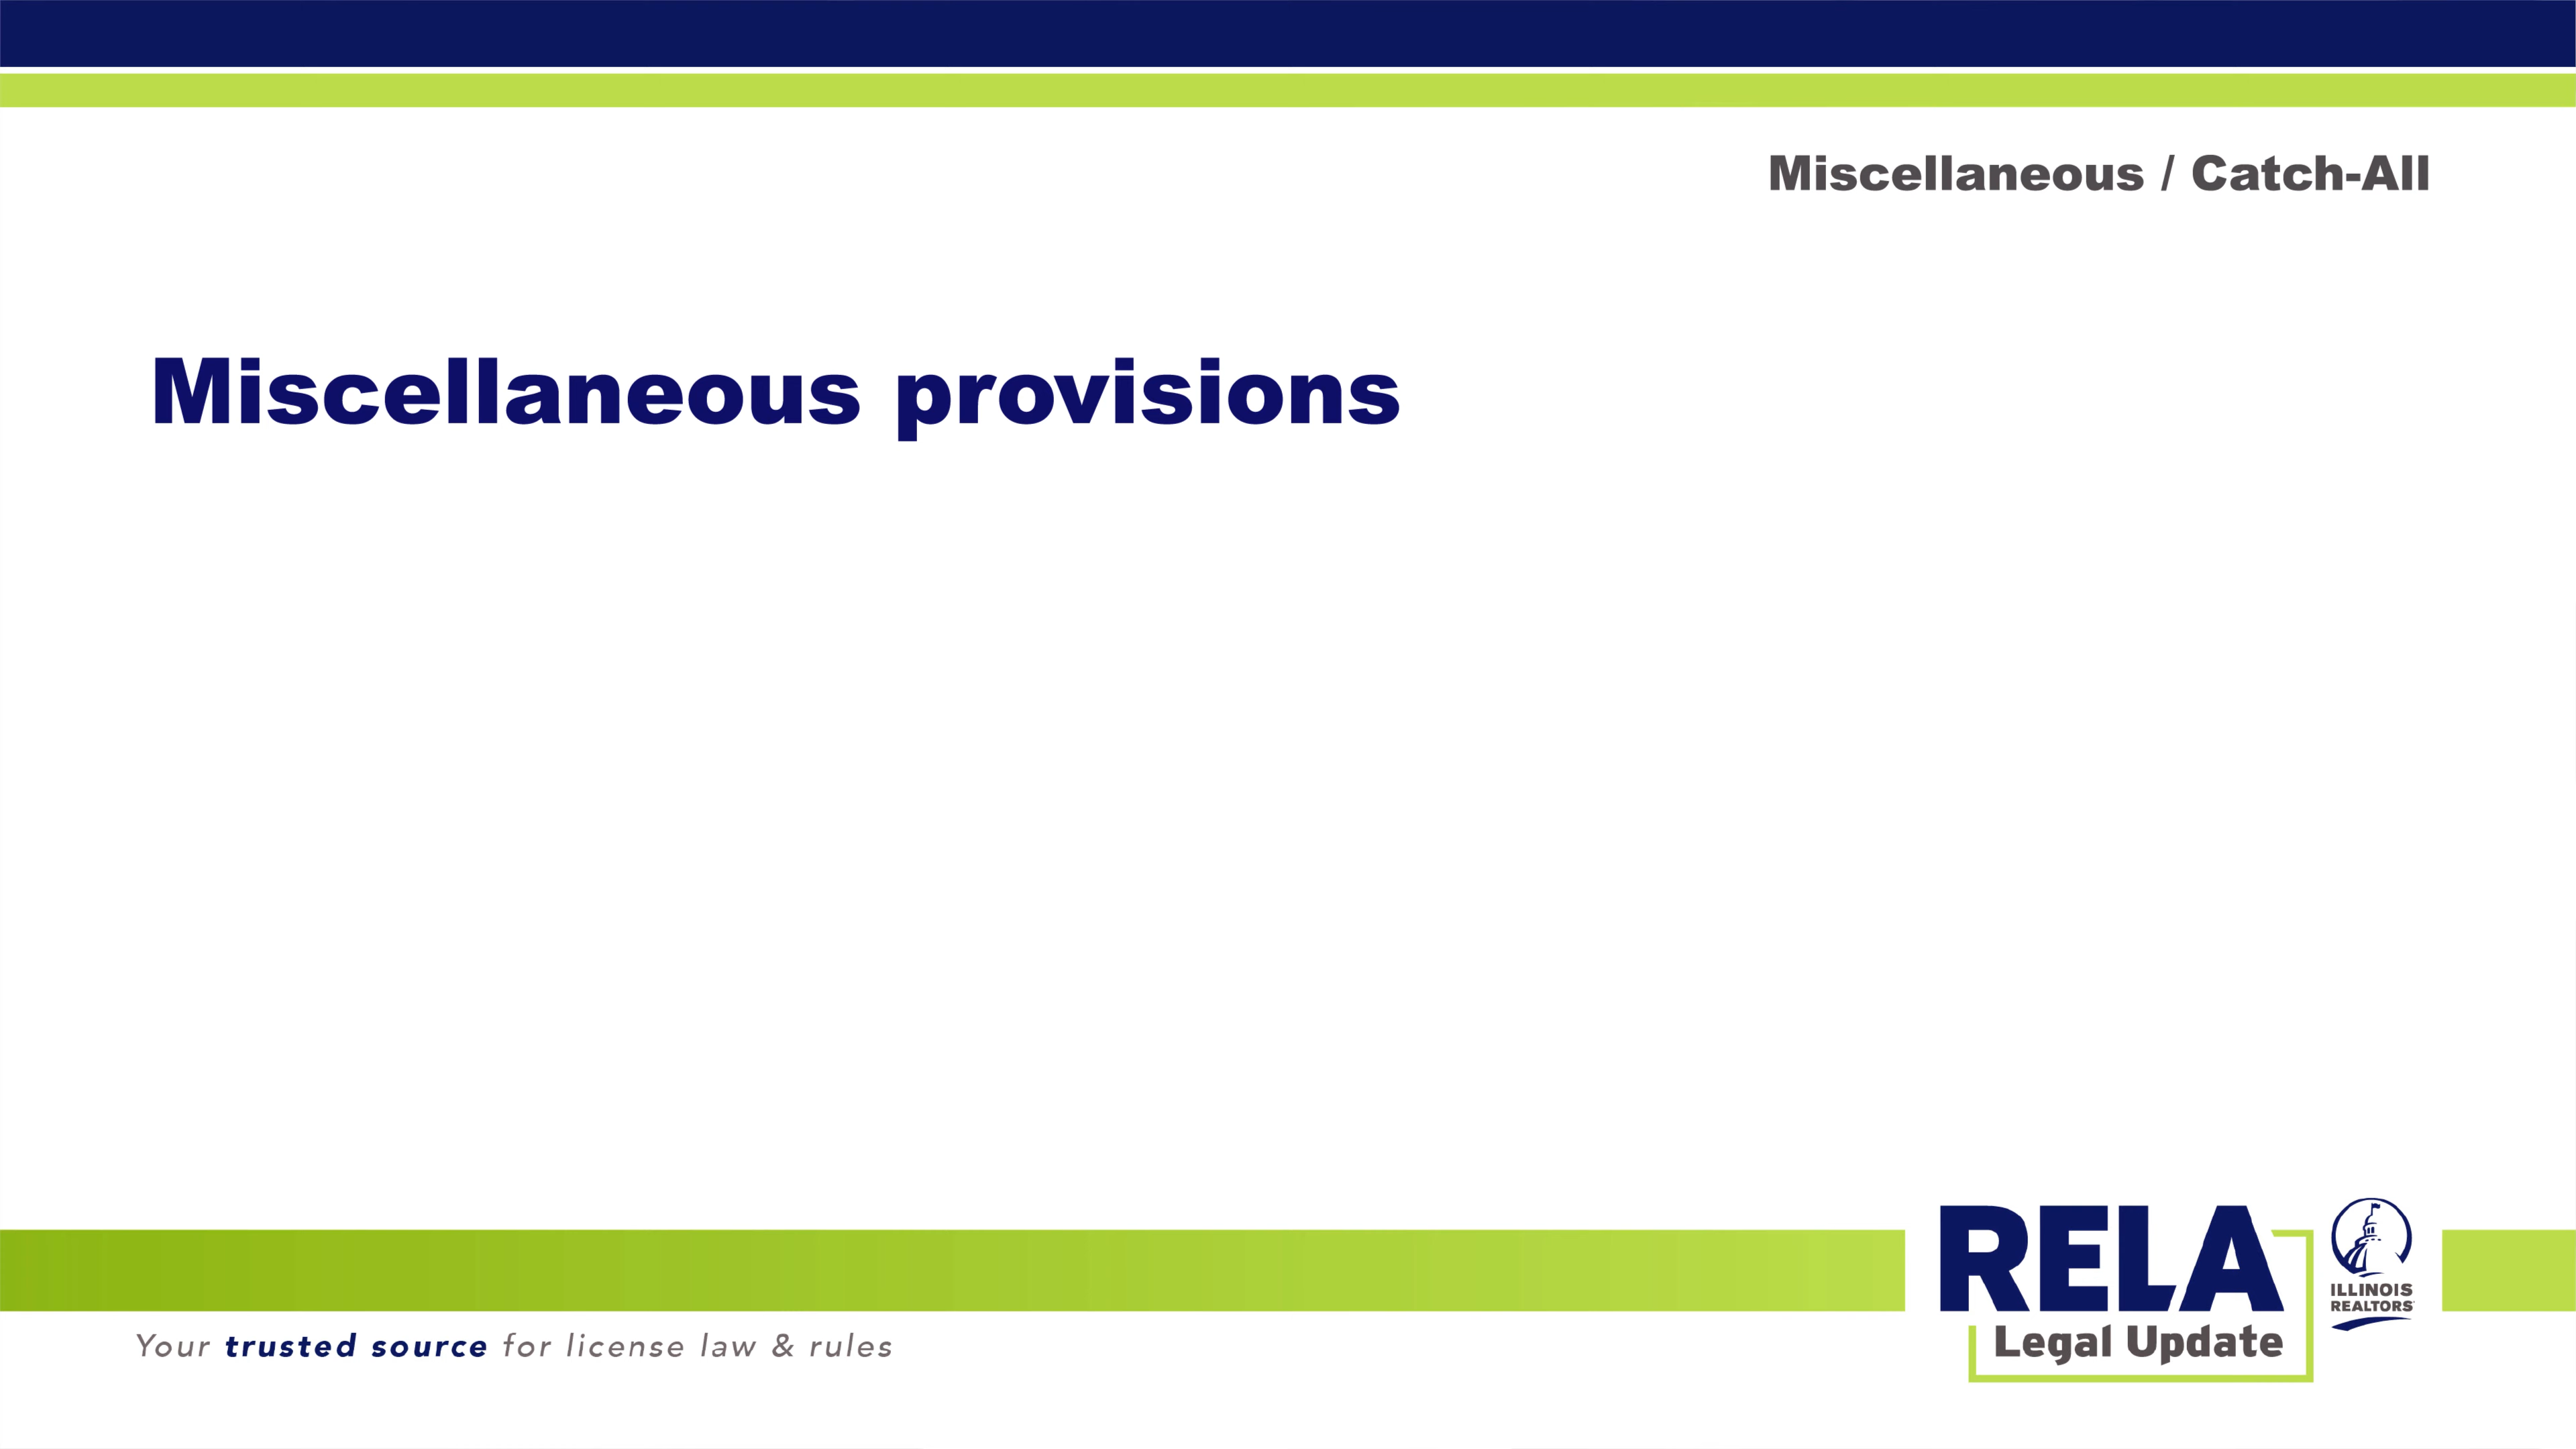 Miscellaneous / Catch-All
Miscellaneous provisions
RELA
Legal Update
ILLINOIS
REALTORS
Your trusted source for license law & rules